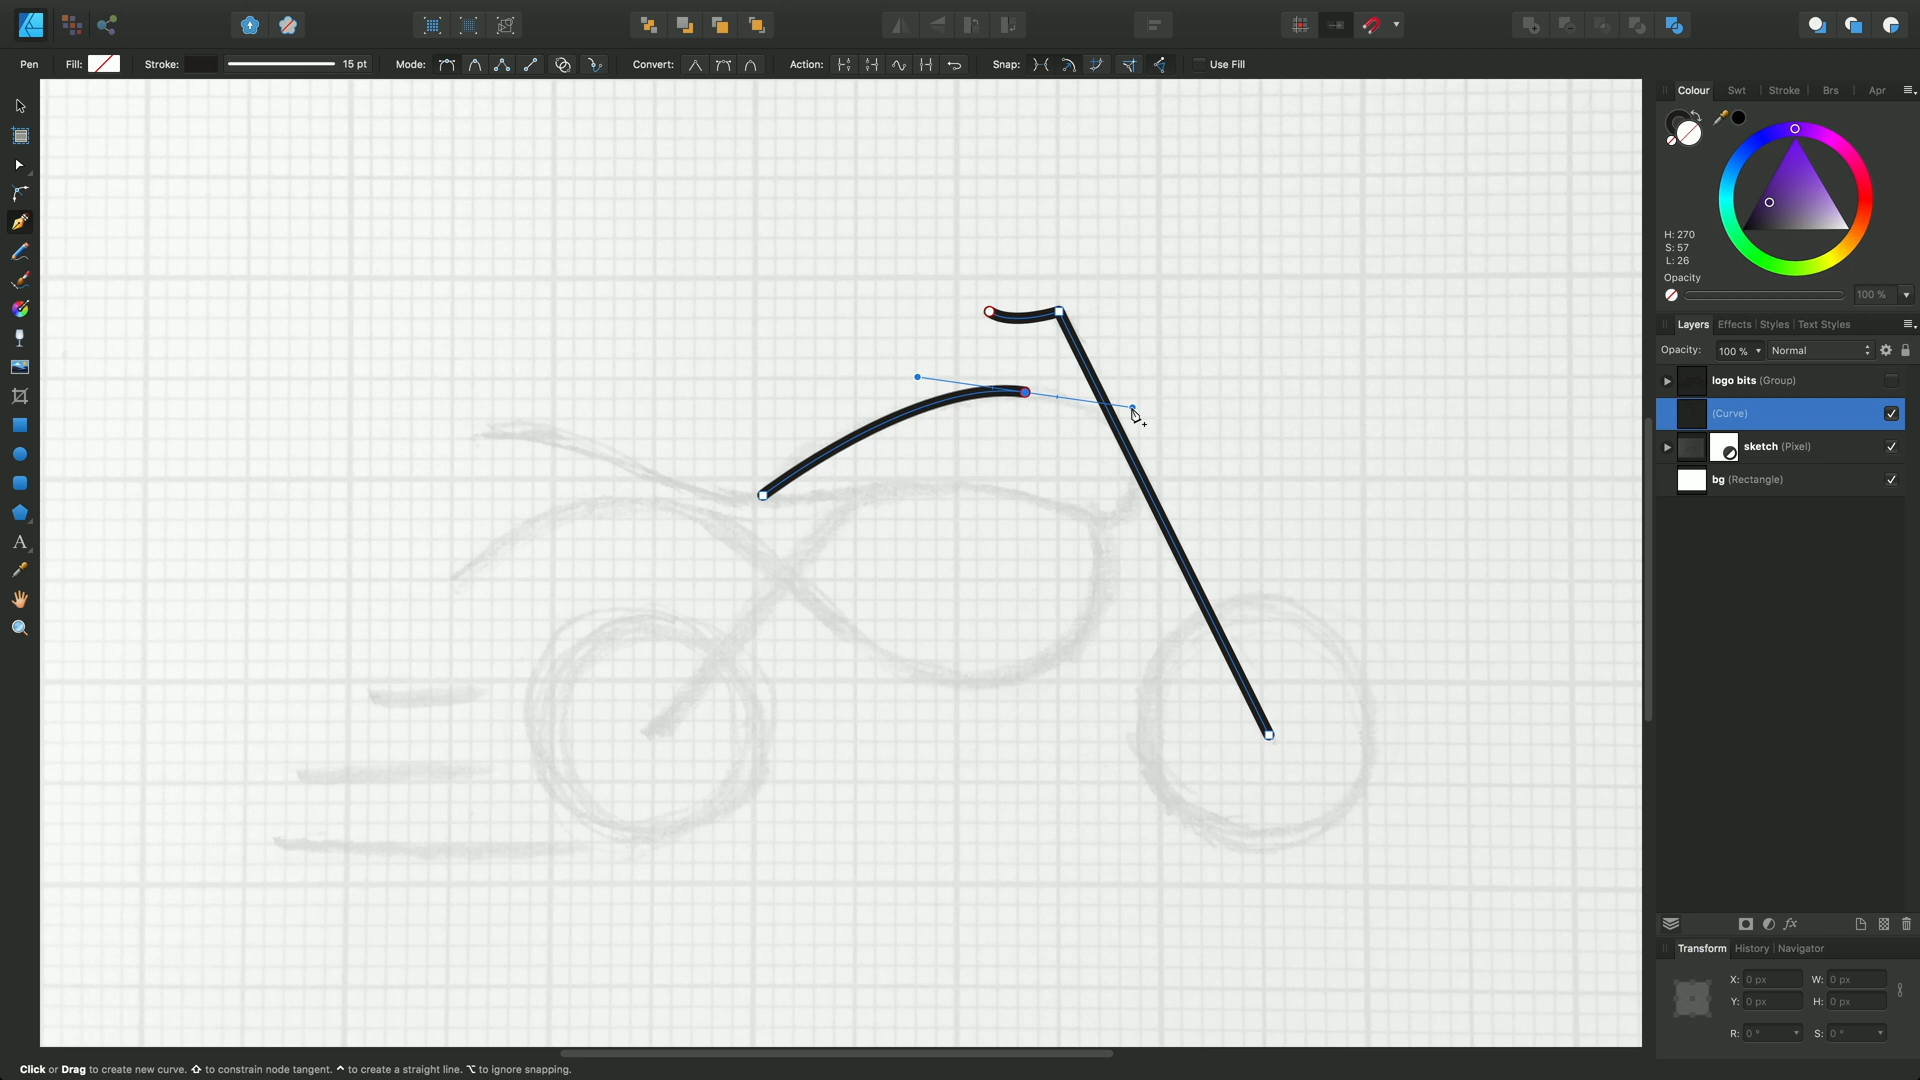 Pen Fill: Stroke: 15 pt Mode: Convert: Action: Snap: Use Fill
Colour Swt Stroke Brs Apr
H: 270
S: 57
L: 26
Opacity
100 %
Layers Effects Styles Text Styles
Opacity: 100 % Normal
logo bits (Group)
(Curve)
sketch (Pixel)
bg (Rectangle)
A
fx
Transform History Navigator
X: 0 px W: 0 px
Y: 0 px H: 0 px
R: 0 ° S: 0 °
Click or Drag to create new curve. ⇧ to constrain node tangent. ^ to create a straight line. ⌥ to ignore snapping.